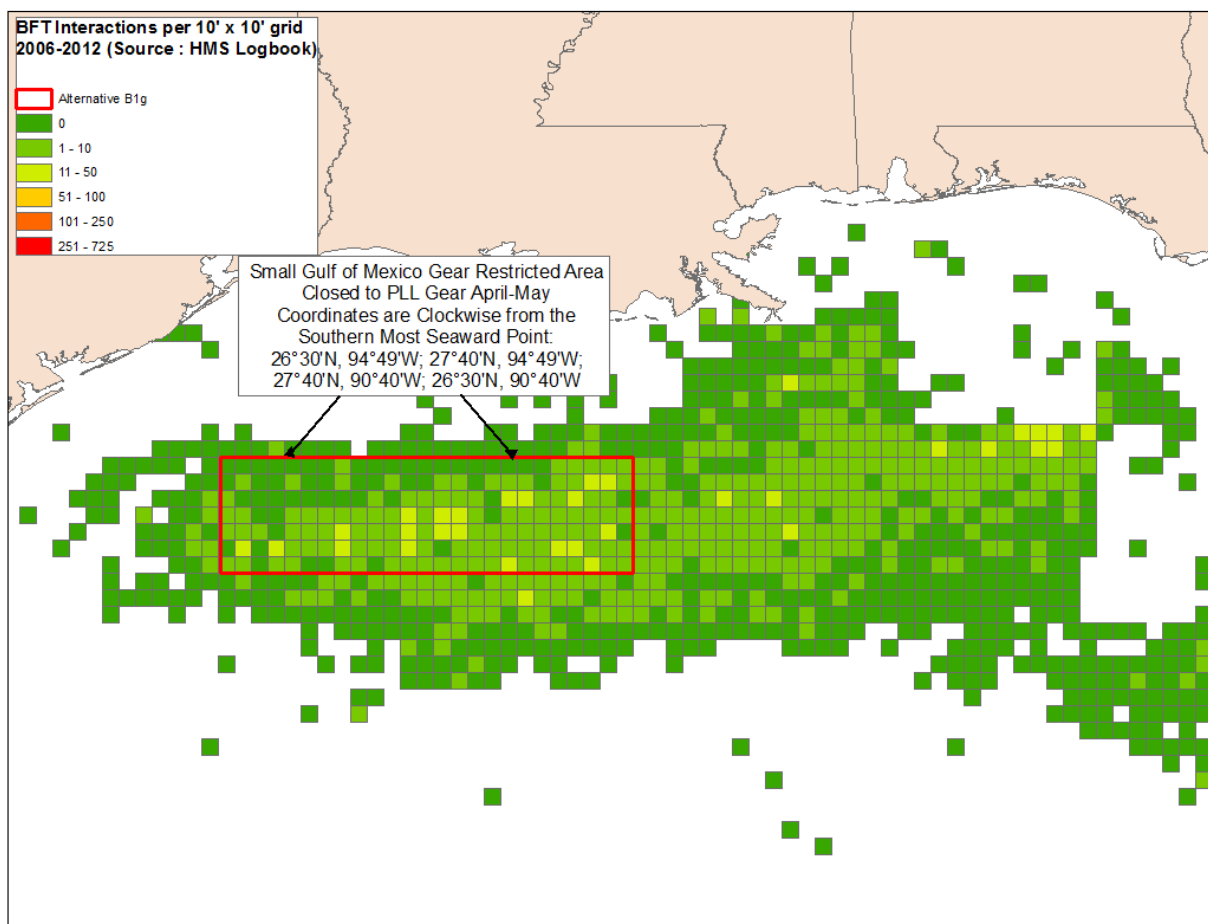 BFT Interactions per 10' x 10' grid
2006-2012 (Source : HMS Logbook)
Alternative B1g
0
1 - 10
11 - 50
51 - 100
101 - 250
251 - 725
Small Gulf of Mexico Gear Restricted Area
Closed to PLL Gear April-May
Coordinates are Clockwise from the
Southern Most Seaward Point:
26°30'N, 94°49'W; 27°40'N, 94°49'W;
27°40'N, 90°40'W; 26°30'N, 90°40'W